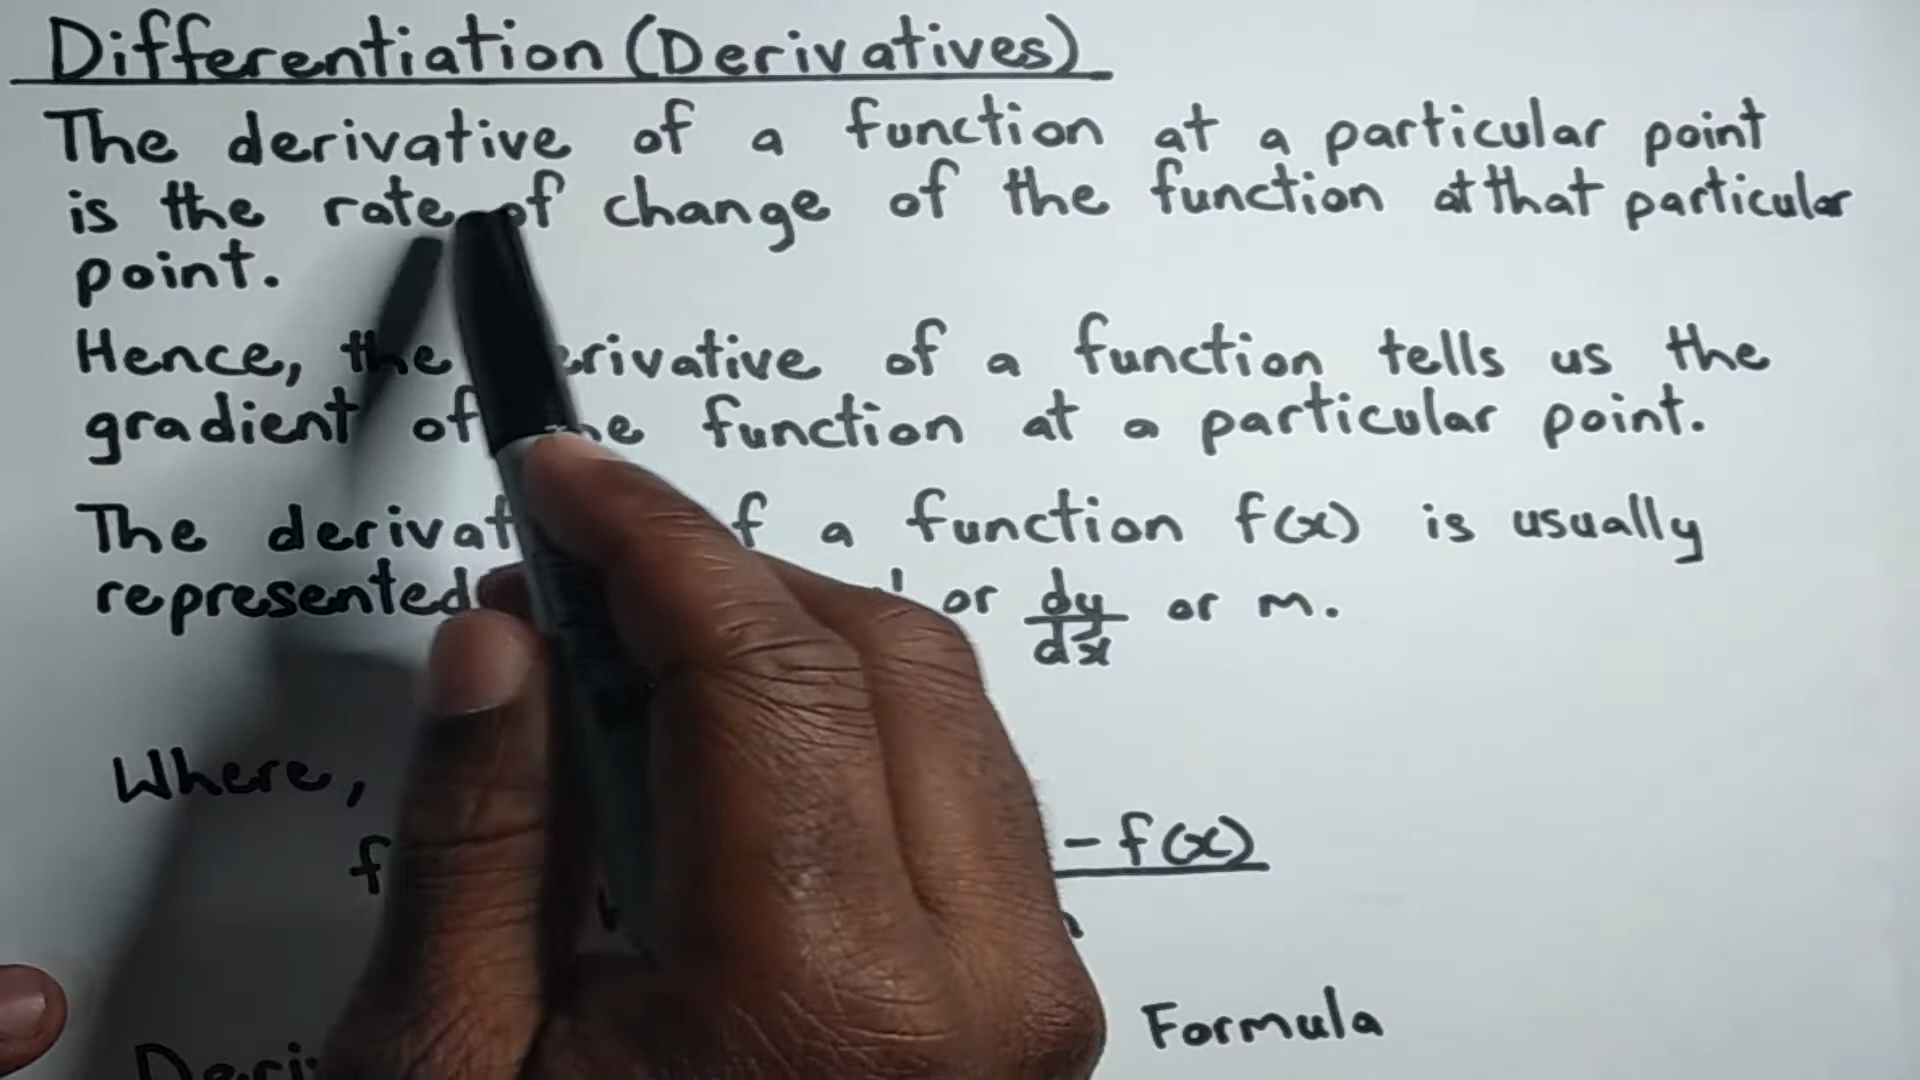 Differentiation (Derivatives)
The derivative of a function at a particular point
is the rate of change of the function at that particular
point.
Hence, the erivative of a function tells us the
gradient of function at a particular point.
The derivat f a function f(x) is usually
represented or dy/dx or m.
Where,
f - f(x)
Formula